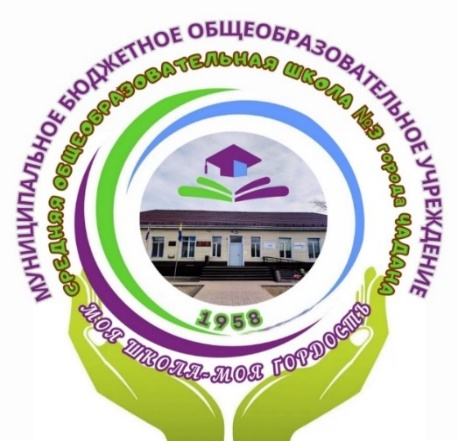 МУНИЦИПАЛЬНОЕ БЮДЖЕТНОЕ ОБЩЕОБРАЗОВАТЕЛЬНОЕ УЧРЕЖДЕНИЕ
СРЕДНЯЯ ОБЩЕОБРАЗОВАТЕЛЬНАЯ ШКОЛА №3 города ЧАДАНА
1958
МОЯ ШКОЛА-МОЯ ГОРДОСТЬ